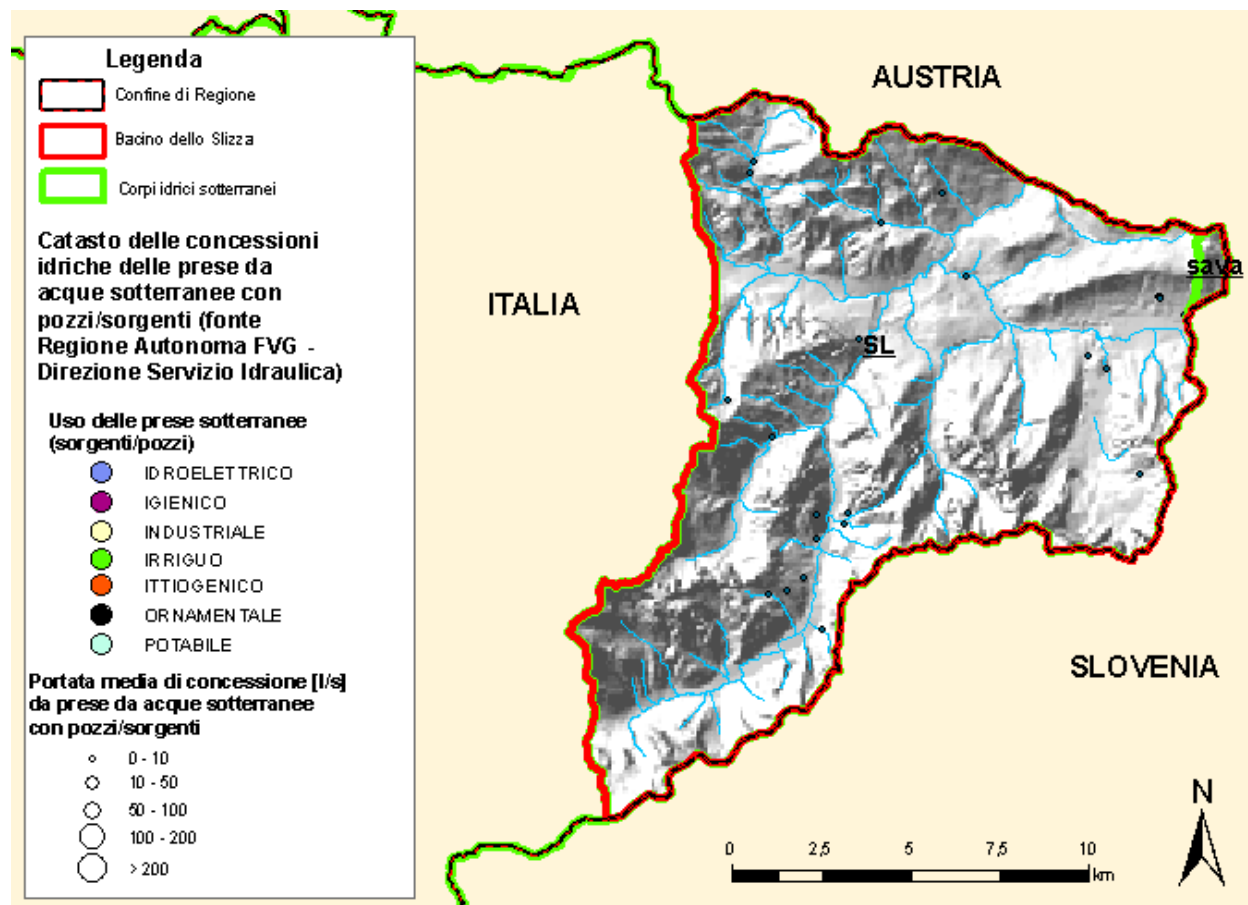 Legenda
Confine di Regione
Bacino dello Slizza
Corpi idrici sotterranei
Catasto delle concessioni
idriche delle prese da
acque sotterranee con
pozzi/sorgenti (fonte
Regione Autonoma FVG -
Direzione Servizio Idraulica)
Uso delle prese sotterranee
(sorgenti/pozzi)
IDROELETTRICO
IGIENICO
INDUSTRIALE
IRRIGUO
ITTIOGENICO
ORNAMENTALE
POTABILE
Portata media di concessione [l/s]
da prese da acque sotterranee
con pozzi/sorgenti
0 - 10
10 - 50
50 - 100
100 - 200
> 200
AUSTRIA
ITALIA
sava
SL
SLOVENIA
N
0 2,5 5 7,5 10
km